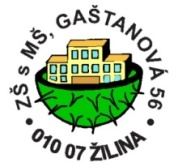 ZŠ s MŠ, GAŠTANOVÁ 56
• 010 07 ŽILINA •